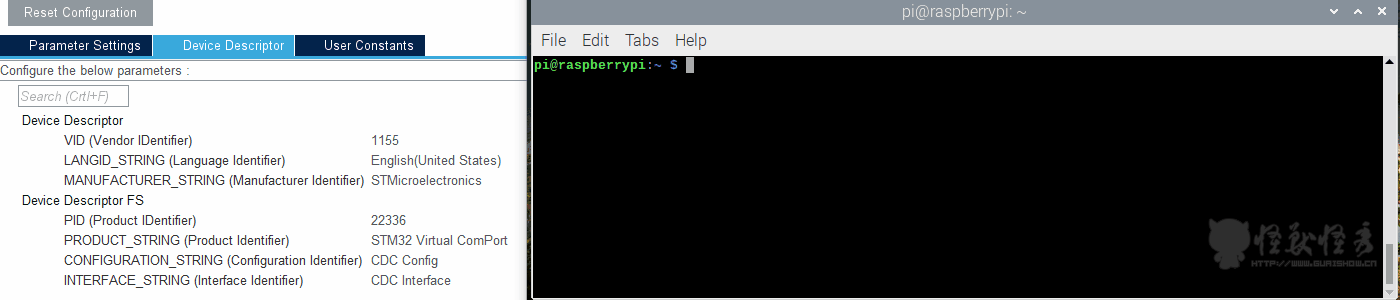 Reset Configuration
Parameter Settings
Device Descriptor
User Constants
Configure the below parameters :
Search (Crtl+F)
Device Descriptor
VID (Vendor IDentifier) 1155
LANGID_STRING (Language Identifier) English(United States)
MANUFACTURER_STRING (Manufacturer Identifier) STMicroelectronics
Device Descriptor FS
PID (Product IDentifier) 22336
PRODUCT_STRING (Product Identifier) STM32 Virtual ComPort
CONFIGURATION_STRING (Configuration Identifier) CDC Config
INTERFACE_STRING (Interface Identifier) CDC Interface
pi@raspberrypi: ~
File Edit Tabs Help
pi@raspberrypi:~ $
怪兽怪秀
HTTP://WWW.GURISHOW.CN